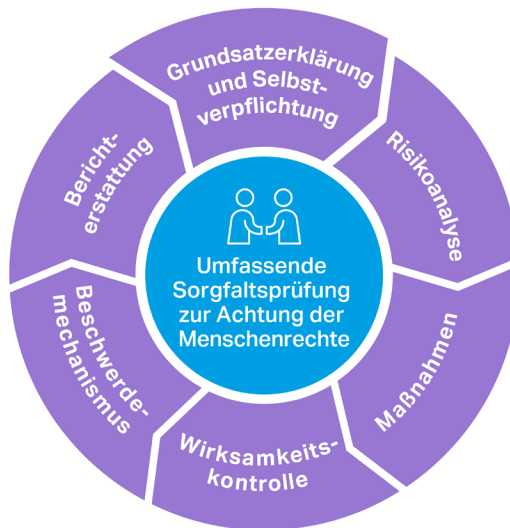 Grundsatzerklärung
und Selbst-
verpflichtung
Risikoanalyse
Maßnahmen
Wirksamkeits-
kontrolle
Beschwerde-
mechanismus
Bericht-
erstattung
Umfassende
Sorgfaltsprüfung
zur Achtung der
Menschenrechte